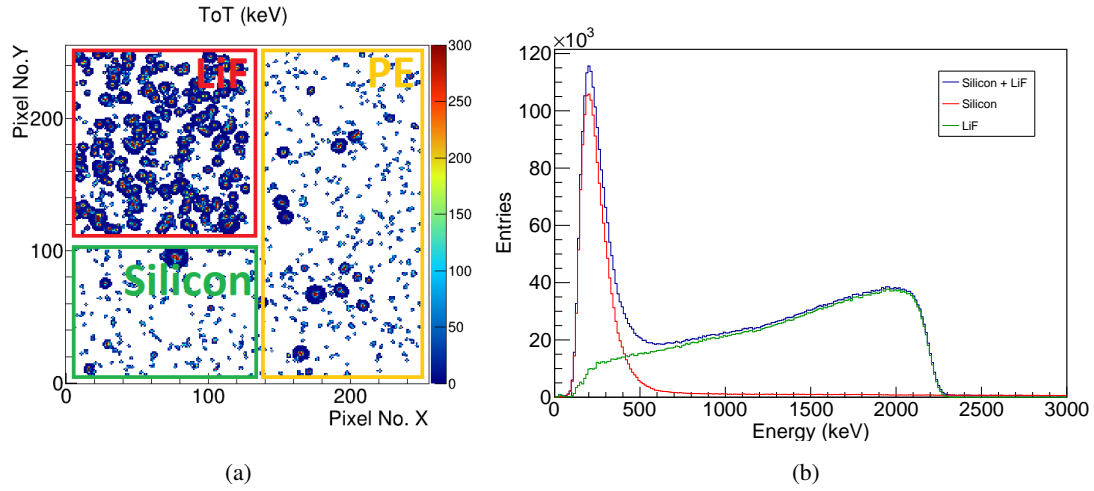 ToT (keV)
Pixel No.Y
200
100
0
0
100
200
Pixel No. X
LiF
PE
Silicon
300
250
200
150
100
50
0
(a)
×10³
120
100
80
60
40
20
0
Entries
0
500
1000
1500
2000
2500
3000
Energy (keV)
Silicon + LiF
Silicon
LiF
(b)